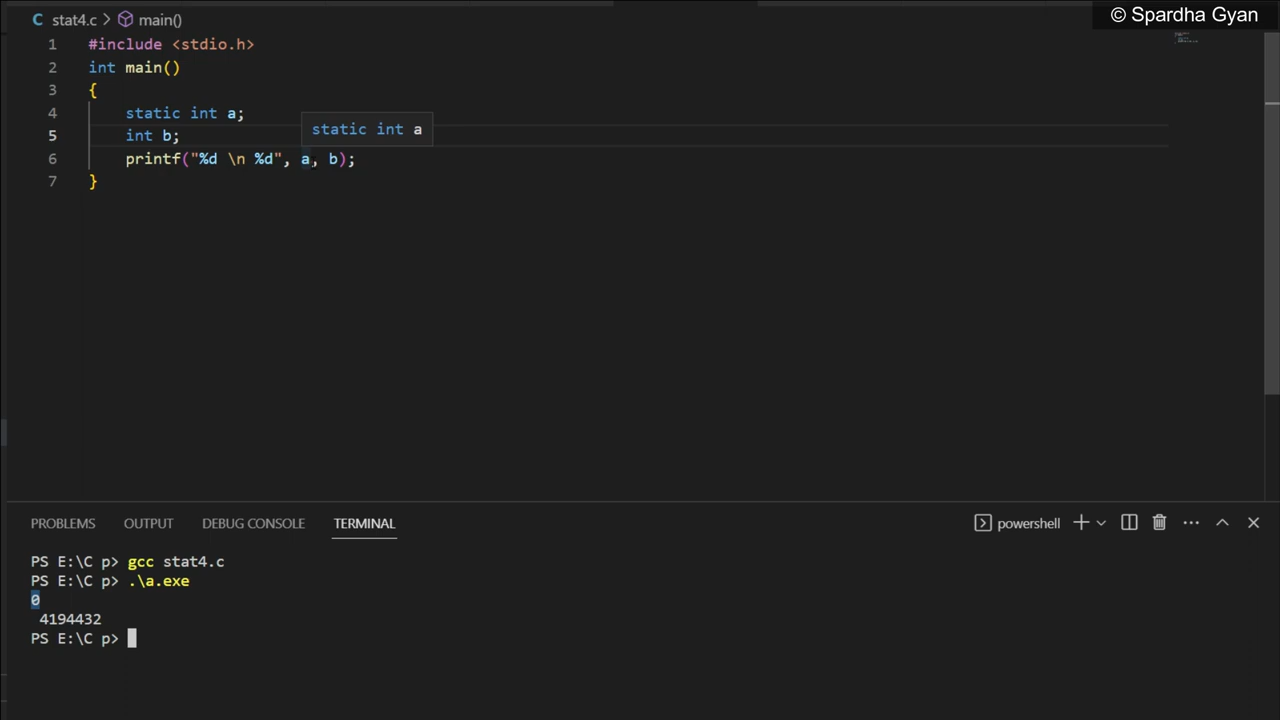 © Spardha Gyan
stat4.c > main()
1 #include <stdio.h>
2 int main()
3 {
4 static int a;
static int a
5 int b;
6 printf("%d \n %d", a, b);
7 }
PROBLEMS OUTPUT DEBUG CONSOLE TERMINAL powershell
PS E:\C p> gcc stat4.c
PS E:\C p> .\a.exe
0
4194432
PS E:\C p>